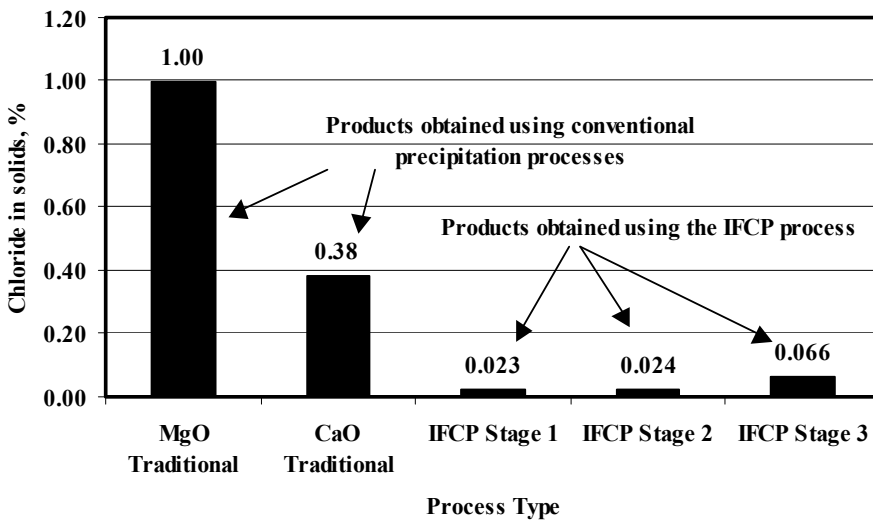 Chloride in solids, %
1.20
1.00
0.80
0.60
0.40
0.20
0.00
1.00
0.38
0.023
0.024
0.066
Products obtained using conventional
precipitation processes
Products obtained using the IFCP process
MgO
Traditional
CaO
Traditional
IFCP Stage 1
IFCP Stage 2
IFCP Stage 3
Process Type